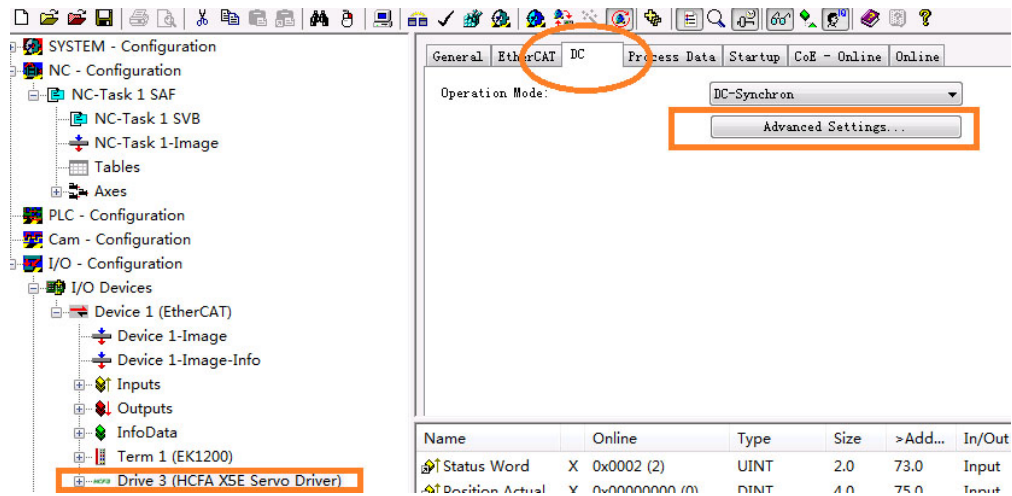 SYSTEM - Configuration
NC - Configuration
NC-Task 1 SAF
NC-Task 1 SVB
NC-Task 1-Image
Tables
Axes
PLC - Configuration
Cam - Configuration
I/O - Configuration
I/O Devices
Device 1 (EtherCAT)
Device 1-Image
Device 1-Image-Info
Inputs
Outputs
InfoData
Term 1 (EK1200)
HCFA Drive 3 (HCFA X5E Servo Driver)
General EtherCAT DC Process Data Startup CoE - Online Online
Operation Mode: DC-Synchron
Advanced Settings...
Name Online Type Size >Add... In/Out
Status Word X 0x0002 (2) UINT 2.0 73.0 Input
Position Actual X 0x00000000 (0) DINT 4.0 75.0 Input